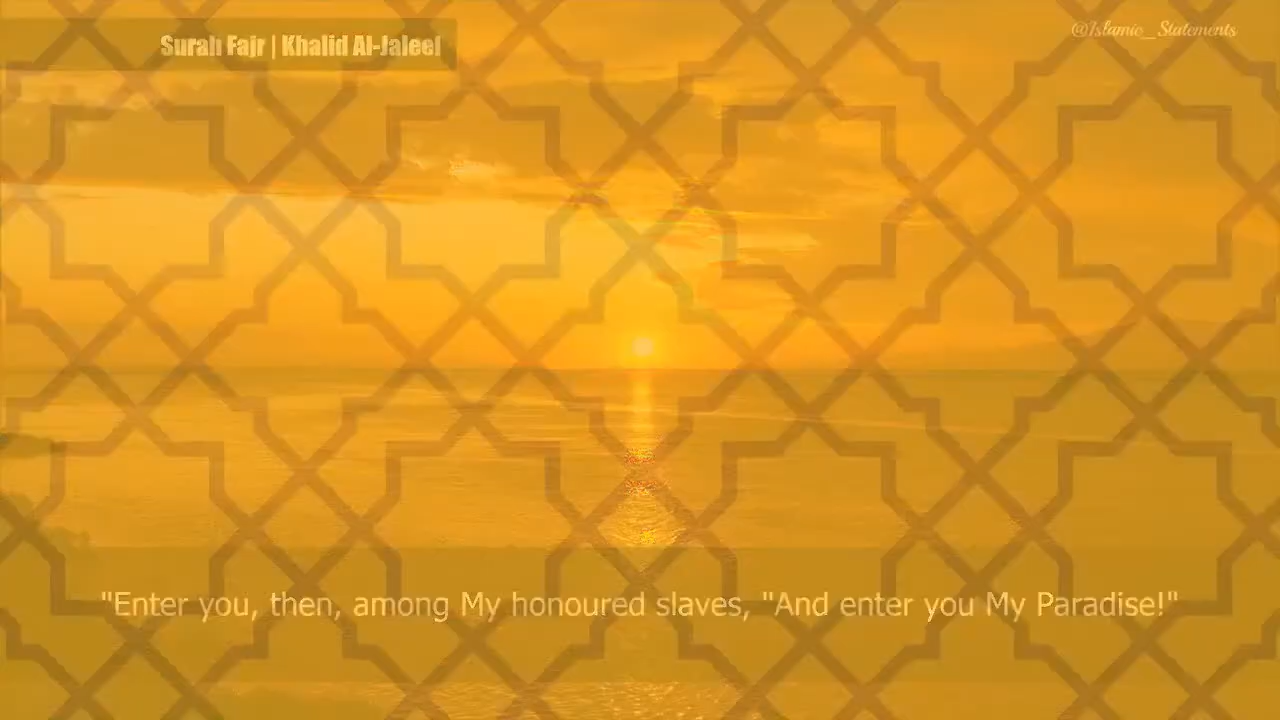 Surah Fajr | Khalid Al-Jaleel
@Islamic_Statements
"Enter you, then, among My honoured slaves, "And enter you My Paradise!"